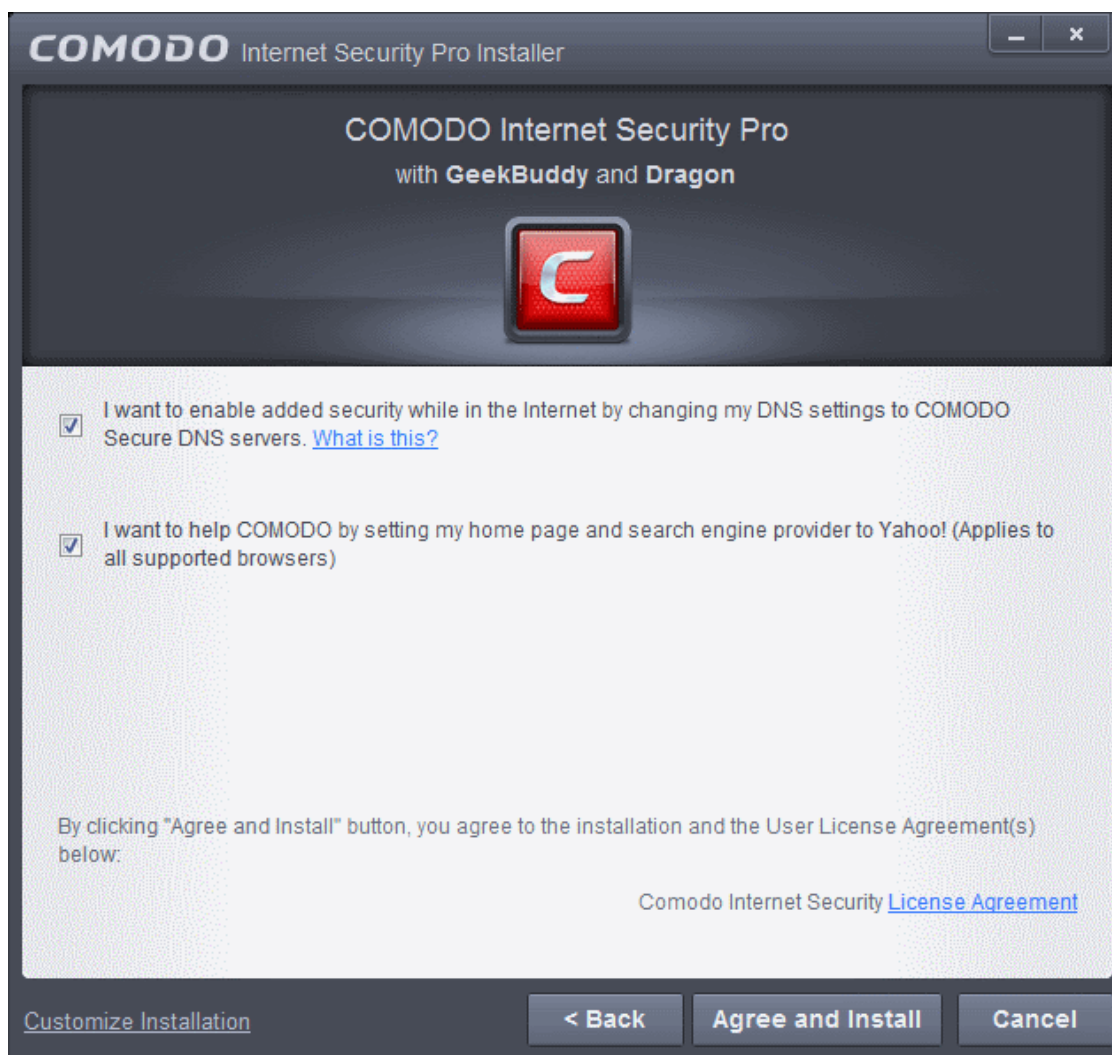 COMODO Internet Security Pro Installer
COMODO Internet Security Pro
with GeekBuddy and Dragon
I want to enable added security while in the Internet by changing my DNS settings to COMODO
Secure DNS servers. What is this?
I want to help COMODO by setting my home page and search engine provider to Yahoo! (Applies to
all supported browsers)
By clicking "Agree and Install" button, you agree to the installation and the User License Agreement(s)
below:
Comodo Internet Security License Agreement
Customize Installation
< Back
Agree and Install
Cancel